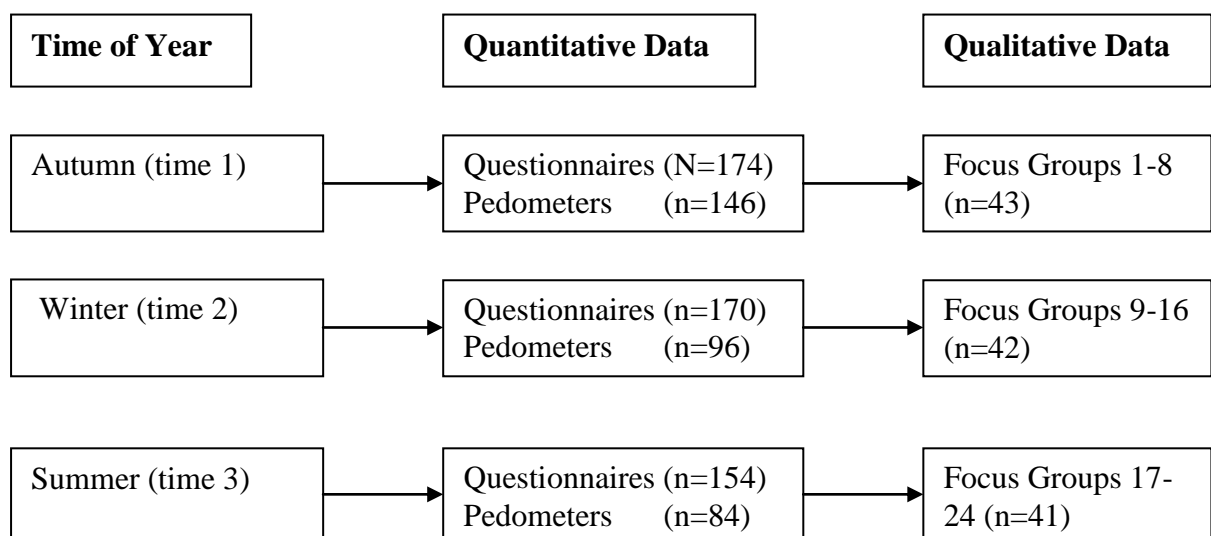 Time of Year
Quantitative Data
Qualitative Data
Autumn (time 1)
Questionnaires (N=174)
Pedometers (n=146)
Focus Groups 1-8
(n=43)
Winter (time 2)
Questionnaires (n=170)
Pedometers (n=96)
Focus Groups 9-16
(n=42)
Summer (time 3)
Questionnaires (n=154)
Pedometers (n=84)
Focus Groups 17-
24 (n=41)